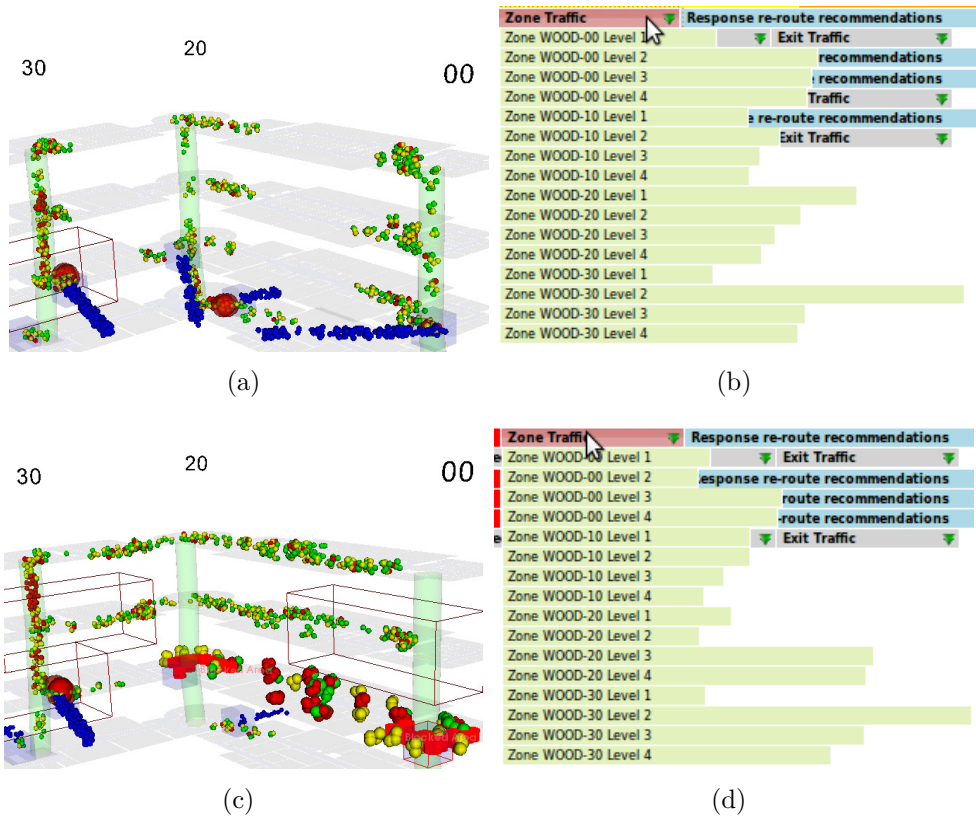 30
20
00
(a)
Zone Traffic Response re-route recommendations
Zone WOOD-00 Level 1 Exit Traffic
Zone WOOD-00 Level 2 recommendations
Zone WOOD-00 Level 3 recommendations
Zone WOOD-00 Level 4 Traffic
Zone WOOD-10 Level 1 e re-route recommendations
Zone WOOD-10 Level 2 Exit Traffic
Zone WOOD-10 Level 3
Zone WOOD-10 Level 4
Zone WOOD-20 Level 1
Zone WOOD-20 Level 2
Zone WOOD-20 Level 3
Zone WOOD-20 Level 4
Zone WOOD-30 Level 1
Zone WOOD-30 Level 2
Zone WOOD-30 Level 3
Zone WOOD-30 Level 4
(b)
30
20
00
Blocked Area
Blocked Area
(c)
Zone Traffic Response re-route recommendations
Zone WOOD-00 Level 1 Exit Traffic
Zone WOOD-00 Level 2 Response re-route recommendations
Zone WOOD-00 Level 3 route recommendations
Zone WOOD-00 Level 4 -route recommendations
Zone WOOD-10 Level 1 Exit Traffic
Zone WOOD-10 Level 2
Zone WOOD-10 Level 3
Zone WOOD-10 Level 4
Zone WOOD-20 Level 1
Zone WOOD-20 Level 2
Zone WOOD-20 Level 3
Zone WOOD-20 Level 4
Zone WOOD-30 Level 1
Zone WOOD-30 Level 2
Zone WOOD-30 Level 3
Zone WOOD-30 Level 4
(d)